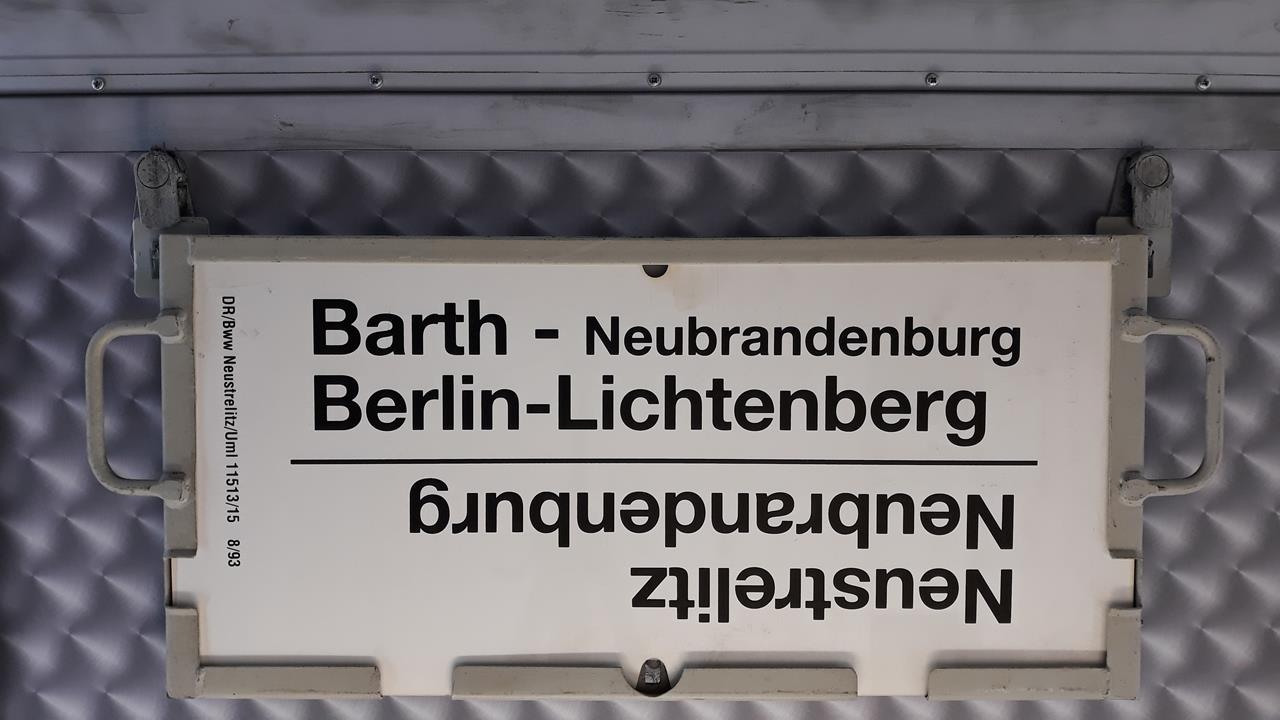 Barth - Neubrandenburg
Berlin-Lichtenberg
Neustrelitz
Neubrandenburg
DR/Bww Neustrelitz/Uml 11513/15 8/93